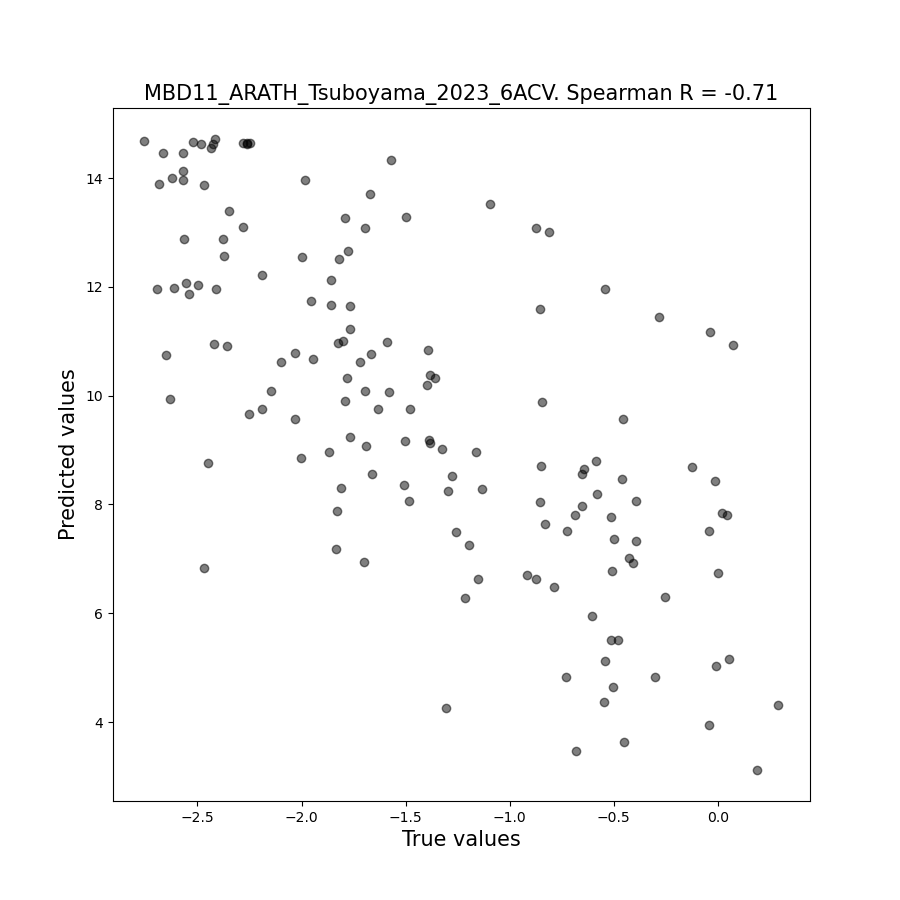 MBD11_ARATH_Tsuboyama_2023_6ACV. Spearman R = -0.71
14
12
10
8
6
4
Predicted values
−2.5 −2.0 −1.5 −1.0 −0.5 0.0
True values